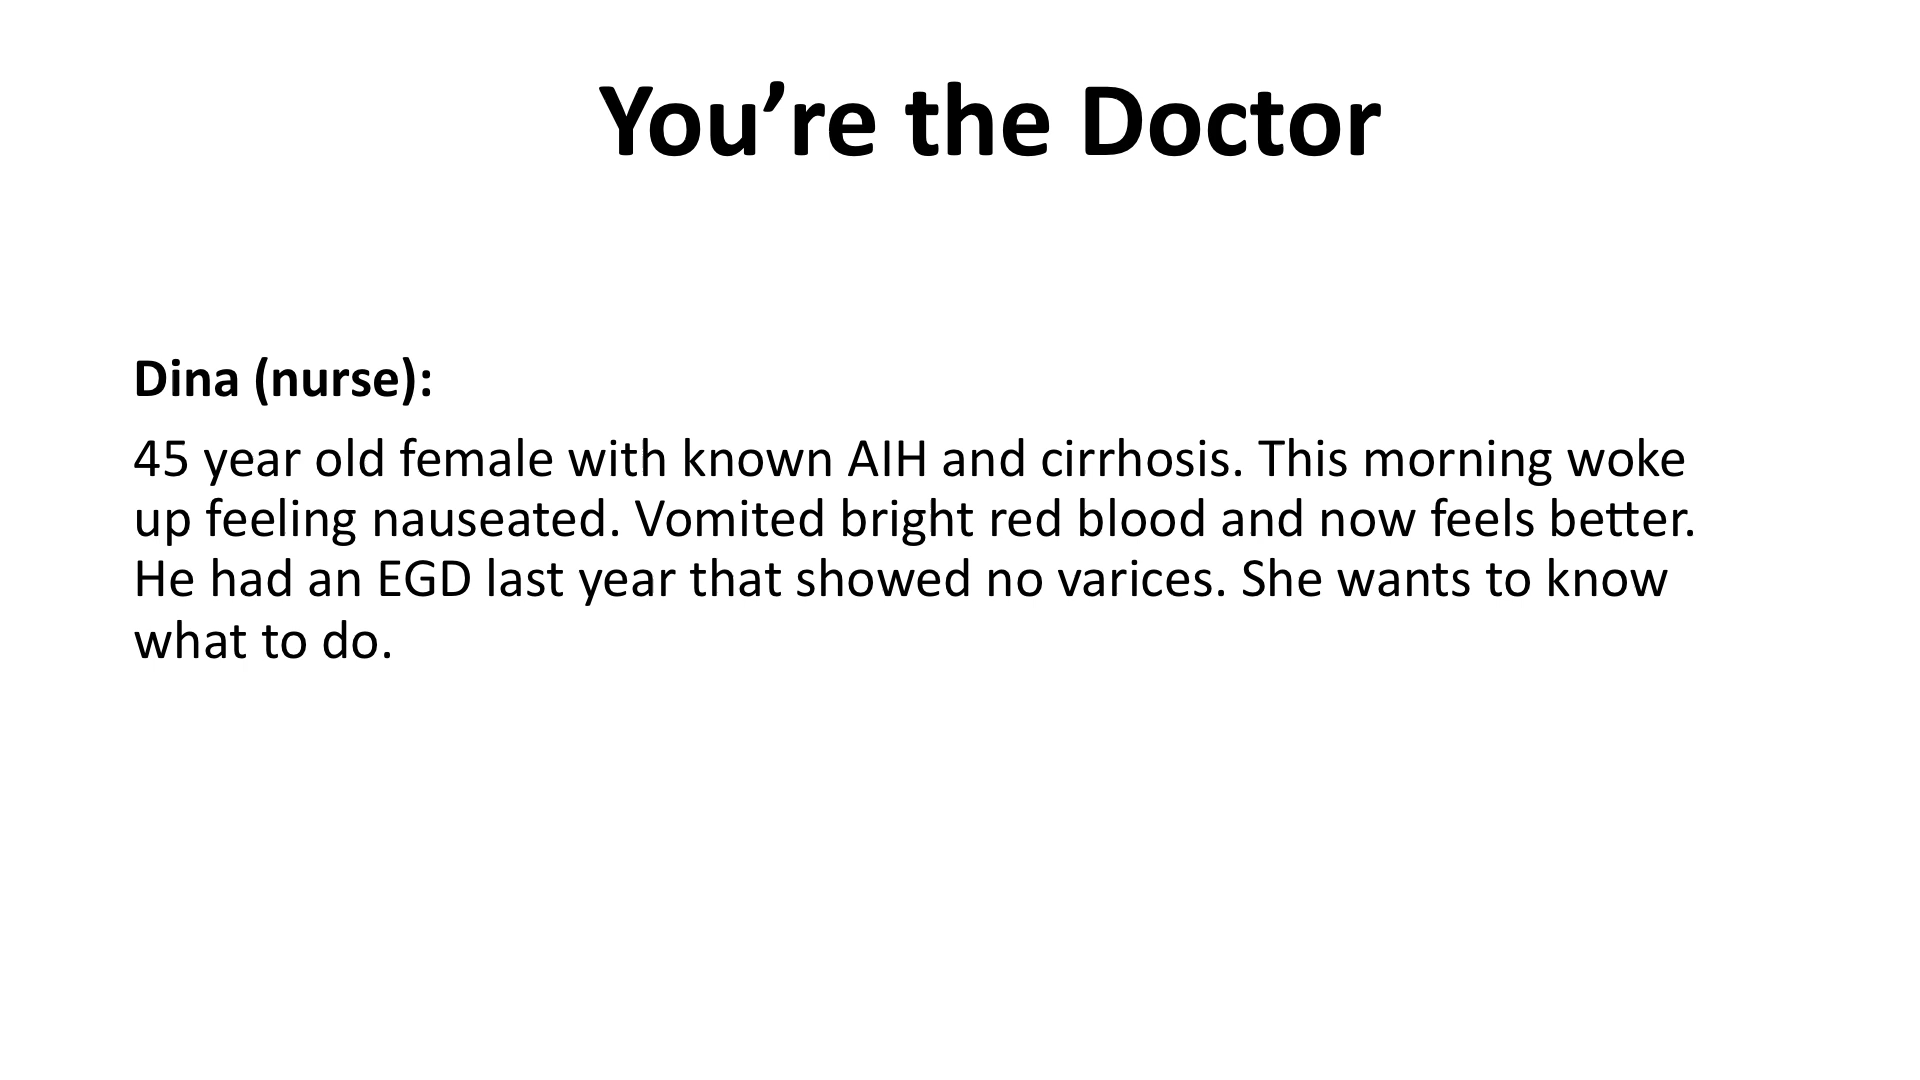 You’re the Doctor
Dina (nurse):
45 year old female with known AIH and cirrhosis. This morning woke
up feeling nauseated. Vomited bright red blood and now feels better.
He had an EGD last year that showed no varices. She wants to know
what to do.